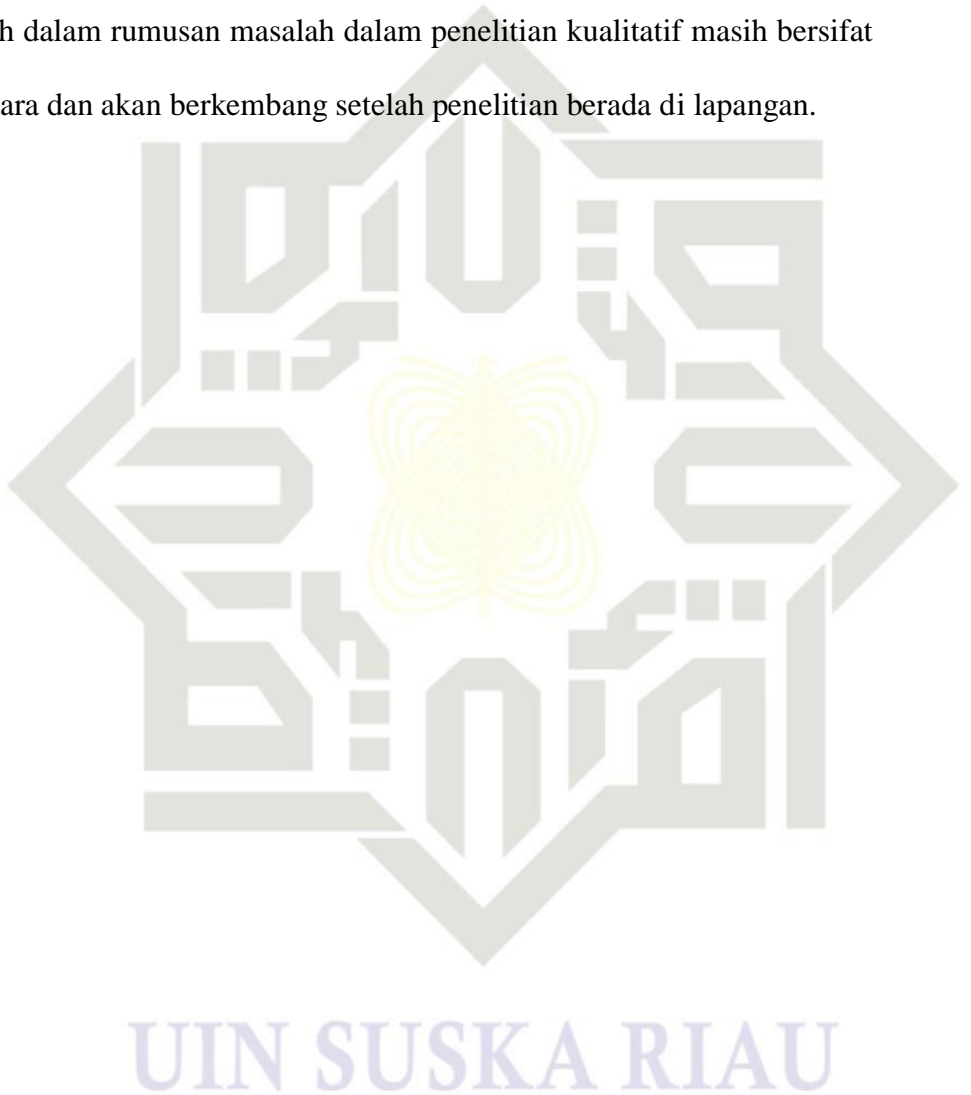 h dalam rumusan masalah dalam penelitian kualitatif masih bersifat
ara dan akan berkembang setelah penelitian berada di lapangan.
UIN SUSKA RIAU